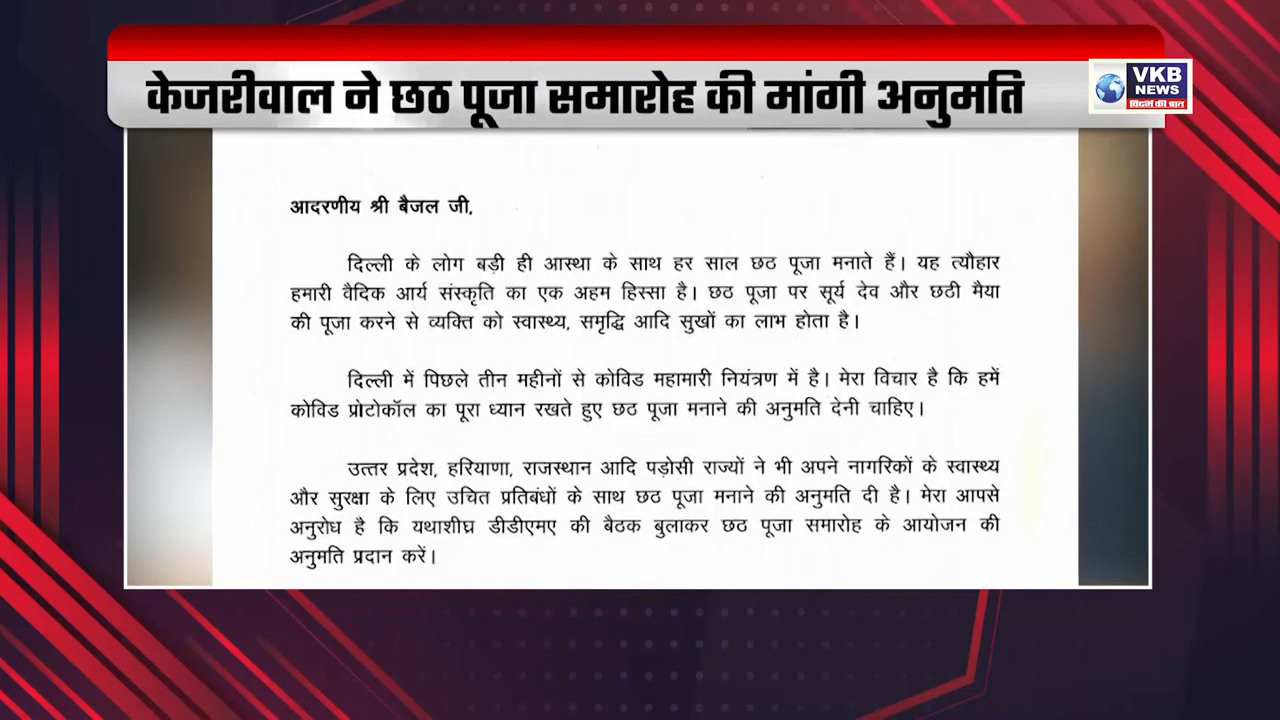 केजरीवाल ने छठ पूजा समारोह की मांगी अनुमति
VKB
NEWS
विदर्भ की बात
आदरणीय श्री बैजल जी,
दिल्ली के लोग बड़ी ही आस्था के साथ हर साल छठ पूजा मनाते हैं। यह त्यौहार
हमारी वैदिक आर्य संस्कृति का एक अहम हिस्सा है। छठ पूजा पर सूर्य देव और छठी मैया
की पूजा करने से व्यक्ति को स्वास्थ्य, समृद्धि आदि सुखों का लाभ होता है।
दिल्ली में पिछले तीन महीनों से कोविड महामारी नियंत्रण में है। मेरा विचार है कि हमें
कोविड प्रोटोकॉल का पूरा ध्यान रखते हुए छठ पूजा मनाने की अनुमति देनी चाहिए।
उत्तर प्रदेश, हरियाणा, राजस्थान आदि पड़ोसी राज्यों ने भी अपने नागरिकों के स्वास्थ्य
और सुरक्षा के लिए उचित प्रतिबंधों के साथ छठ पूजा मनाने की अनुमति दी है। मेरा आपसे
अनुरोध है कि यथाशीघ्र डीडीएमए की बैठक बुलाकर छठ पूजा समारोह के आयोजन की
अनुमति प्रदान करें।